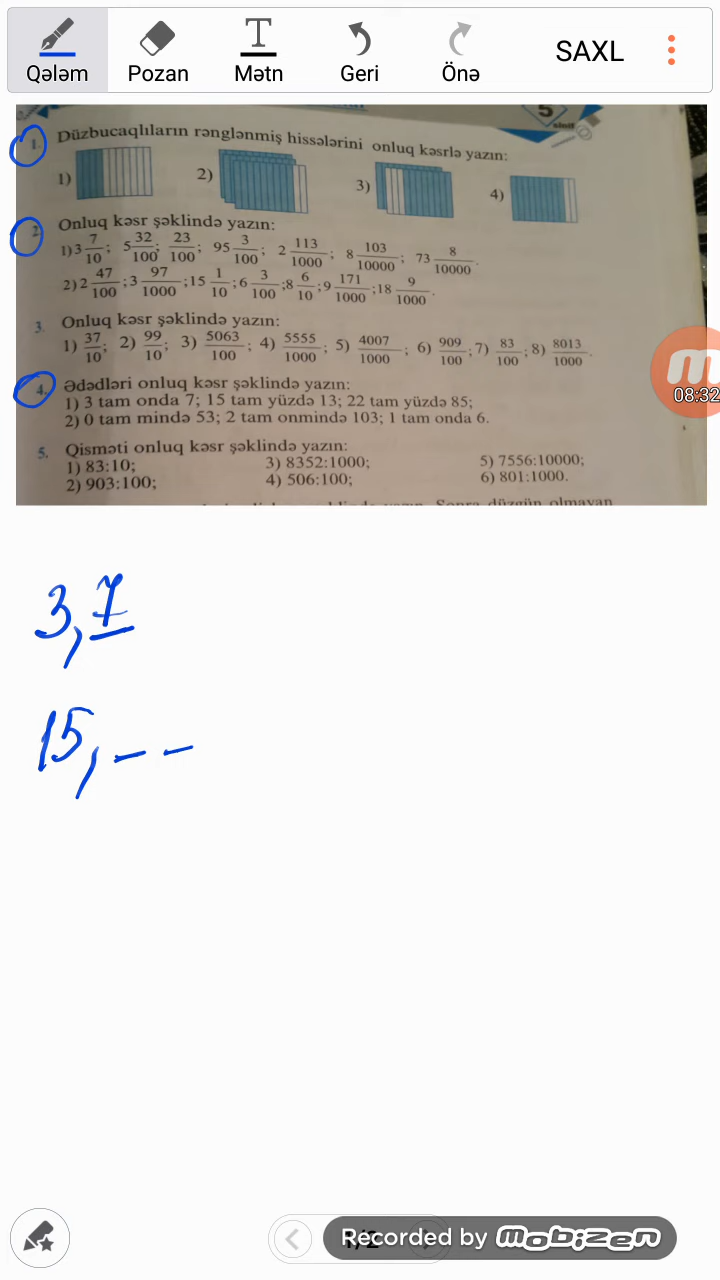 Qələm Pozan Mətn Geri Önə SAXL
5
sinif
1. Düzbucaqlıların rənglənmiş hissələrini onluq kəsrlə yazın:
1) 2) 3) 4)
2. Onluq kəsr şəklində yazın:
1) 3 7/10; 5 32/100; 23/100; 95 3/100; 2 113/1000; 8 103/10000; 73 8/10000.
2) 2 47/100; 3 97/1000; 15 1/10; 6 3/100; 8 6/10; 9 171/1000; 18 9/1000.
3. Onluq kəsr şəklində yazın:
1) 37/10; 2) 99/10; 3) 5063/100; 4) 5555/1000; 5) 4007/1000; 6) 909/100; 7) 83/100; 8) 8013/1000.
08:32
4. Ədədləri onluq kəsr şəklində yazın:
1) 3 tam onda 7; 15 tam yüzdə 13; 22 tam yüzdə 85;
2) 0 tam mində 53; 2 tam onmində 103; 1 tam onda 6.
5. Qisməti onluq kəsr şəklində yazın:
1) 83:10; 3) 8352:1000; 5) 7556:10000;
2) 903:100; 4) 506:100; 6) 801:1000.
Sonra düzgün olmayan
3,7
15, _ _
Recorded by mobizen